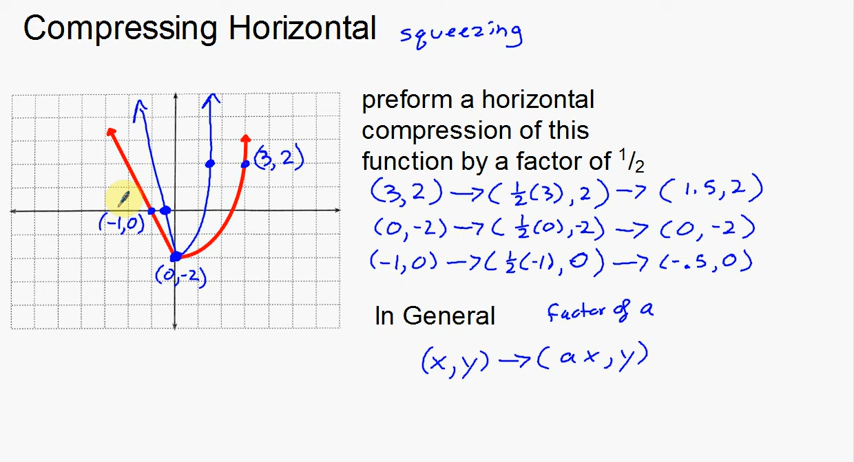 Compressing Horizontal squeezing
preform a horizontal
compression of this
function by a factor of ¹/₂
(3, 2)
(-1, 0)
(0, -2)
(3, 2) → (½(3), 2) → (1.5, 2)
(0, -2) → (½(0), -2) → (0, -2)
(-1, 0) → (½(-1), 0) → (-.5, 0)
In General factor of a
(x, y) → (ax, y)